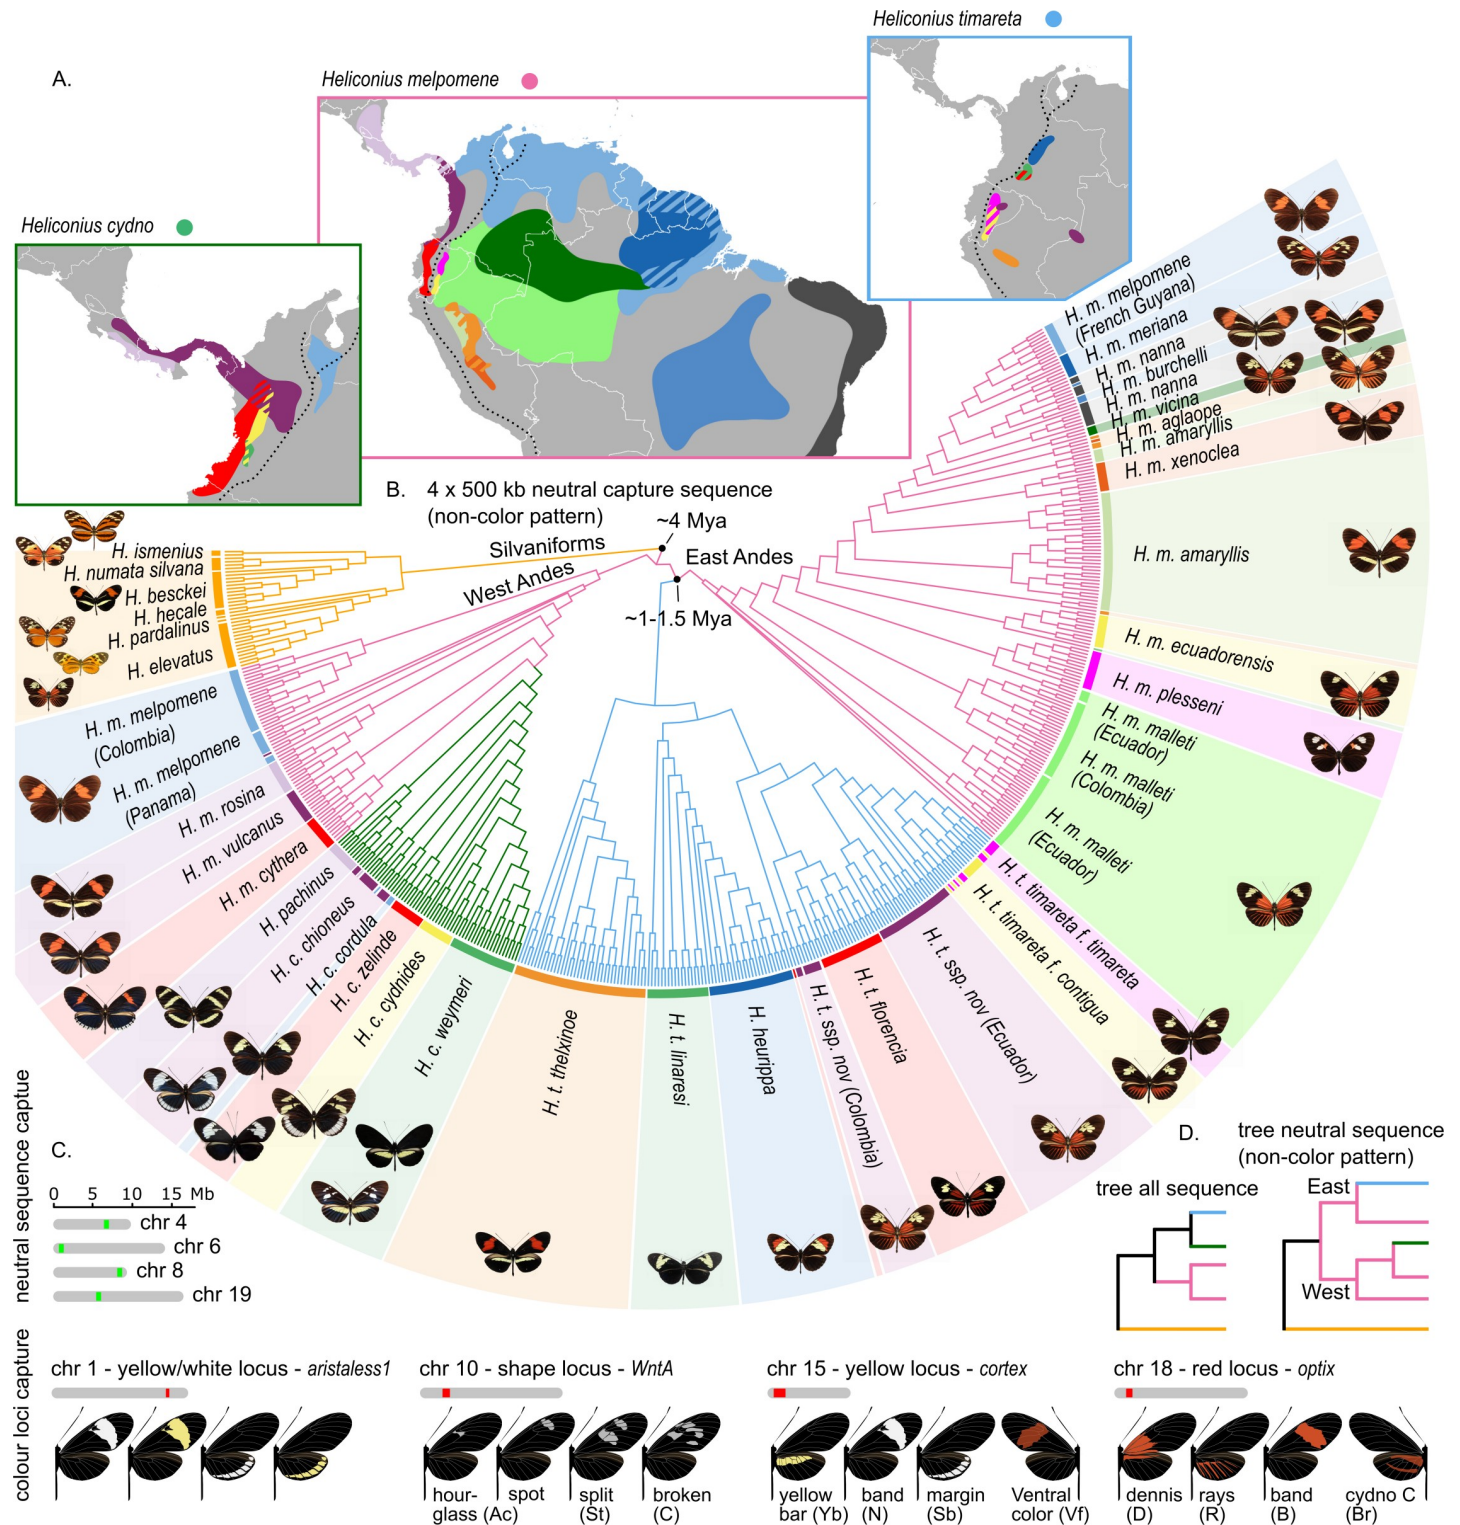 A.
Heliconius cydno
Heliconius melpomene
Heliconius timareta
B. 4 x 500 kb neutral capture sequence
(non-color pattern)
~4 Mya
Silvaniforms
West Andes
East Andes
~1-1.5 Mya
H. ismenius
H. numata silvana
H. besckei
H. hecale
H. pardalinus
H. elevatus
H. m. melpomene
(Colombia)
H. m. melpomene
(Panama)
H. m. rosina
H. m. vulcanus
H. m. cythera
H. pachinus
H. c. chioneus
H. c. cordula
H. c. zelinde
H. c. cydnides
H. c. weymeri
H. t. thelxinoe
H. t. linaresi
H. heurippa
H. t. ssp. nov (Colombia)
H. t. florencia
H. t. ssp. nov (Ecuador)
H. t. timareta f. contigua
H. t. timareta f. timareta
H. m. malleti
(Ecuador)
H. m. malleti
(Colombia)
H. m. malleti
(Ecuador)
H. m. plesseni
H. m. ecuadorensis
H. m. amaryllis
H. m. xenoclea
H. m. amaryllis
H. m. aglaope
H. m. vicina
H. m. nanna
H. m. burchelli
H. m. nanna
H. m. meriana
H. m. melpomene
(French Guyana)
C.
neutral sequence captue
0 5 10 15 Mb
chr 4
chr 6
chr 8
chr 19
D.
tree all sequence
tree neutral sequence
(non-color pattern)
East
West
colour loci capture
chr 1 - yellow/white locus - aristaless1
chr 10 - shape locus - WntA
hour-
glass (Ac)
spot
split
(St)
broken
(C)
chr 15 - yellow locus - cortex
yellow
bar (Yb)
band
(N)
margin
(Sb)
Ventral
color (Vf)
chr 18 - red locus - optix
dennis
(D)
rays
(R)
band
(B)
cydno C
(Br)